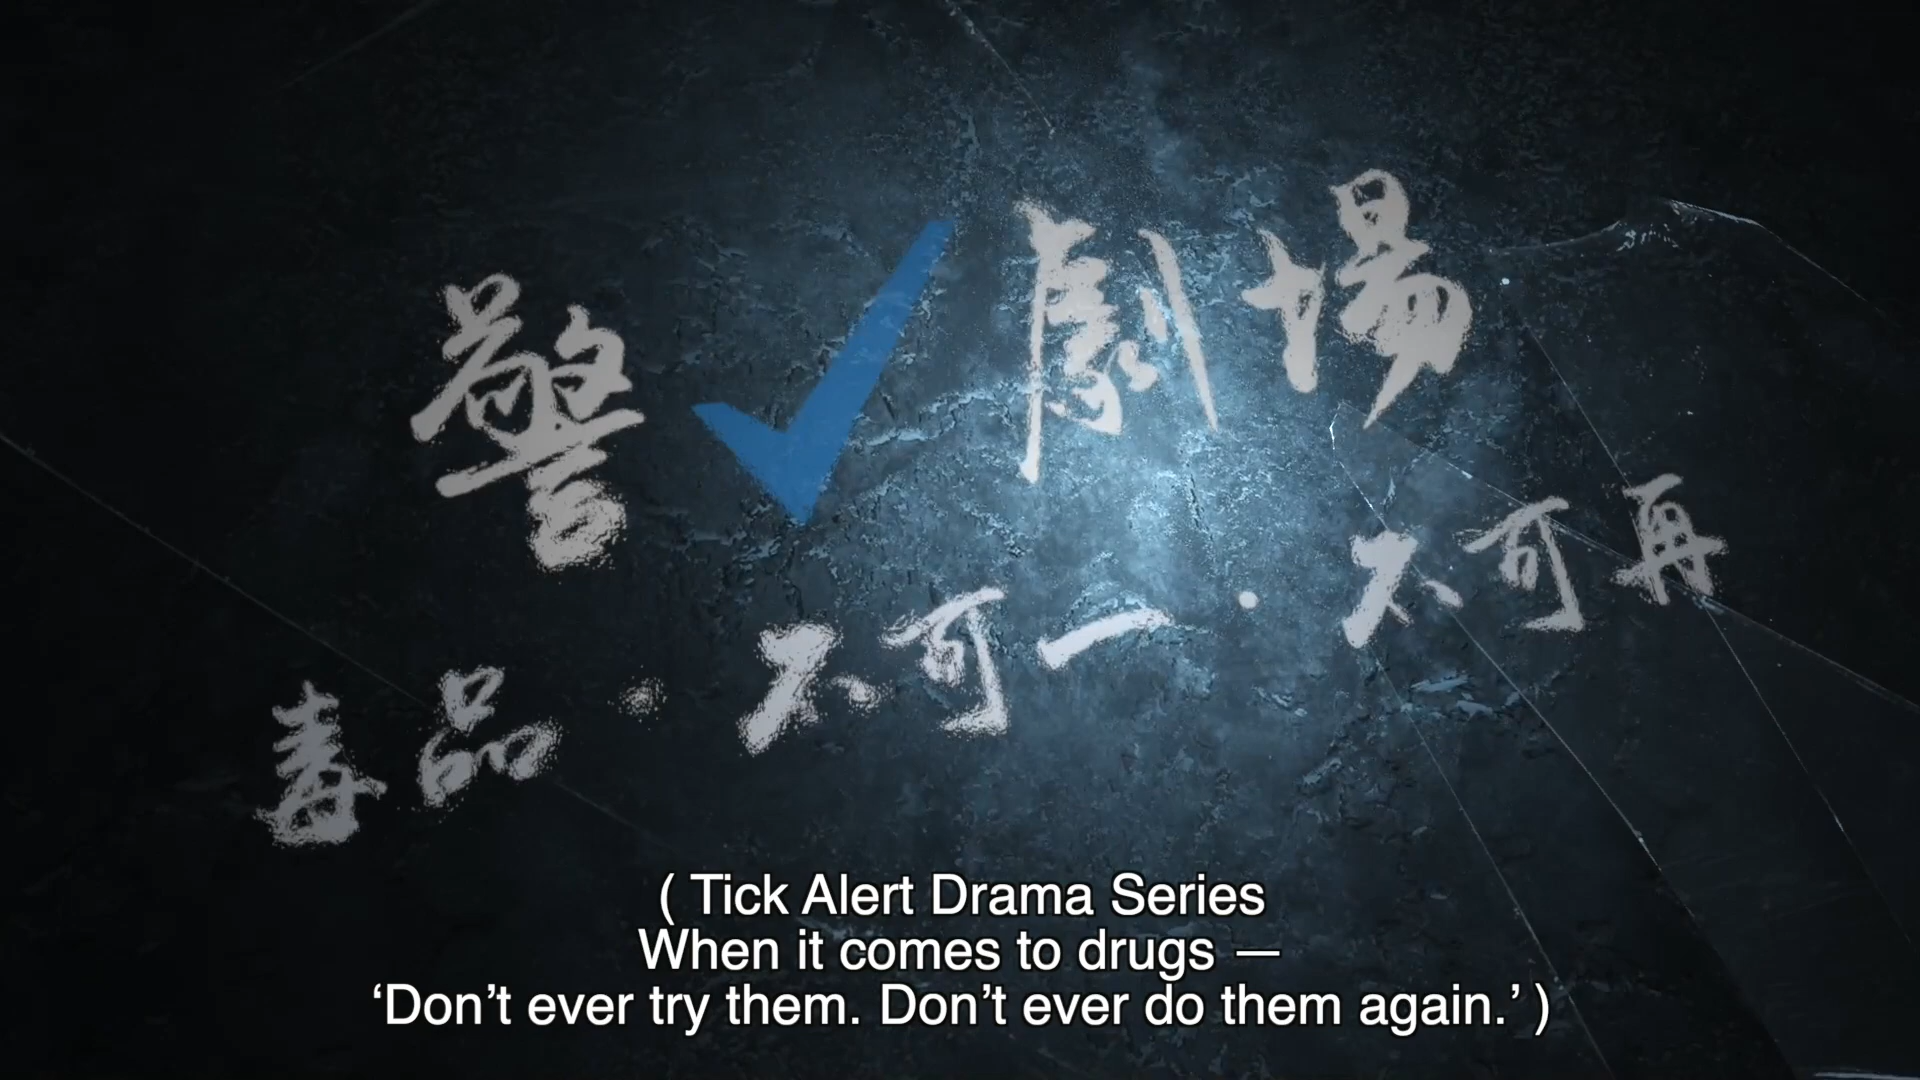 警✓劇場
毒品·不可一·不可再
( Tick Alert Drama Series
When it comes to drugs —
‘Don’t ever try them. Don’t ever do them again.’ )